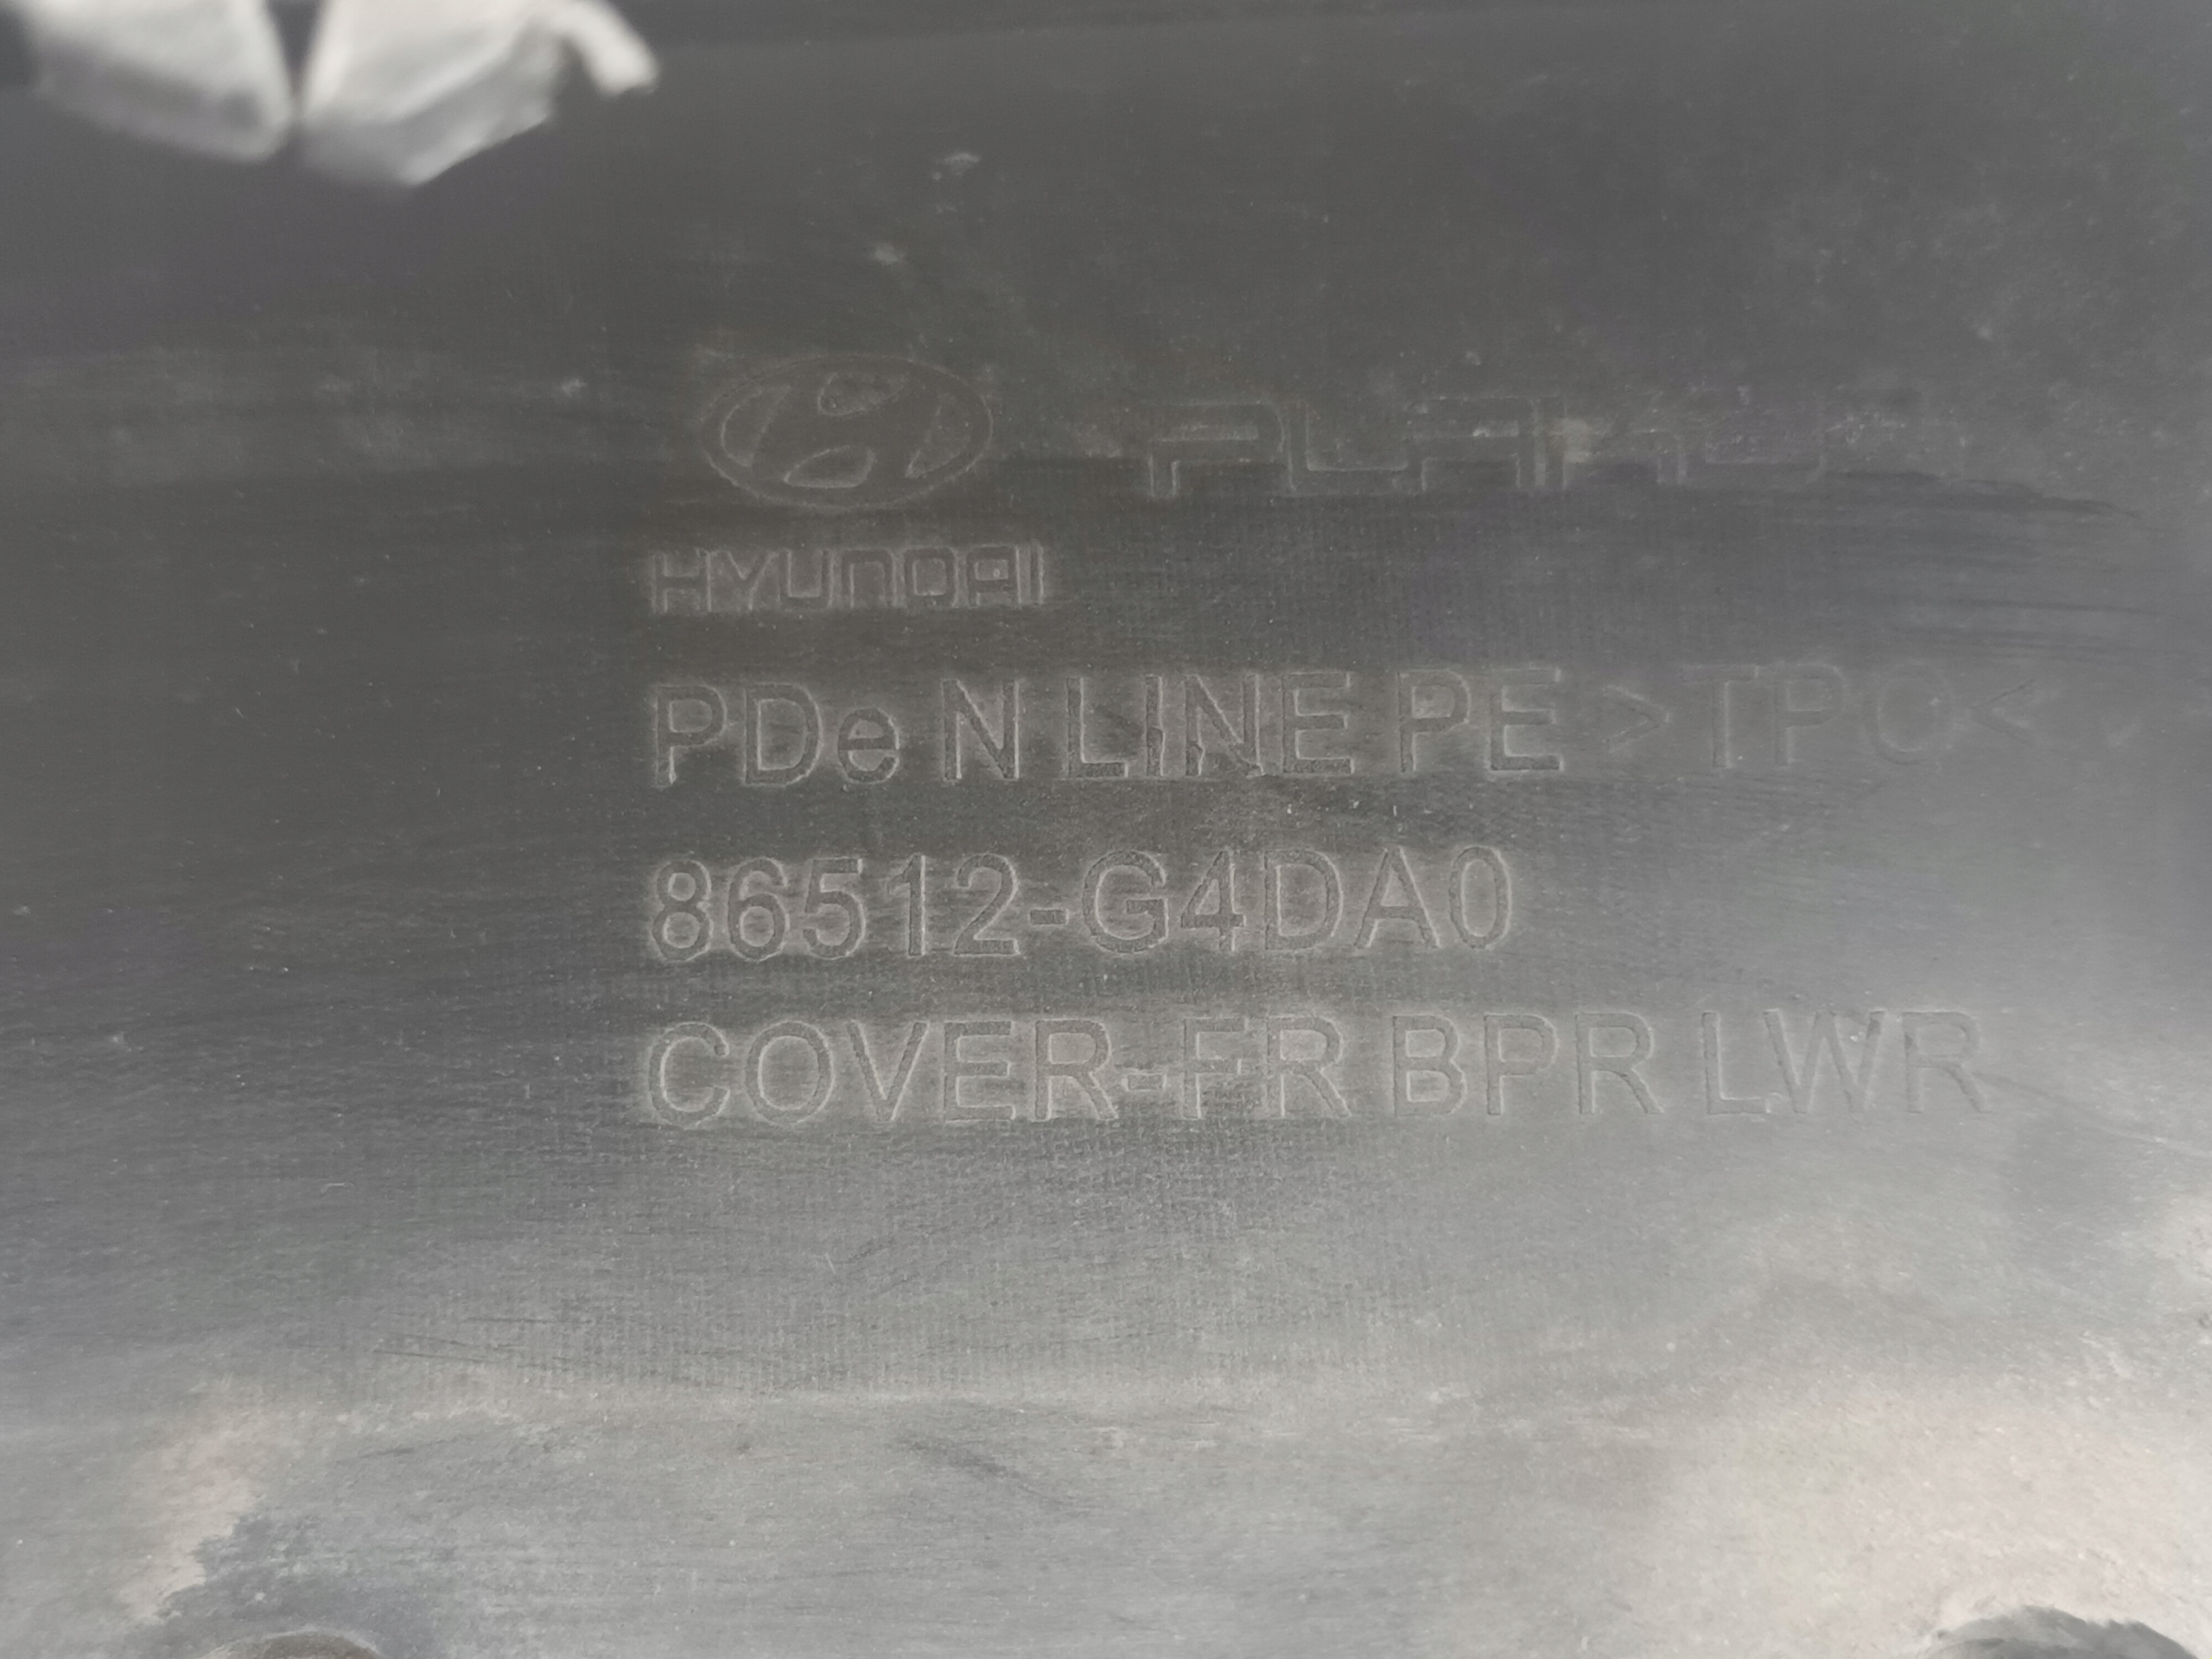 HYUNDAI
PDe N LINE PE >TPO<
86512-G4DA0
COVER-FR BPR LWR